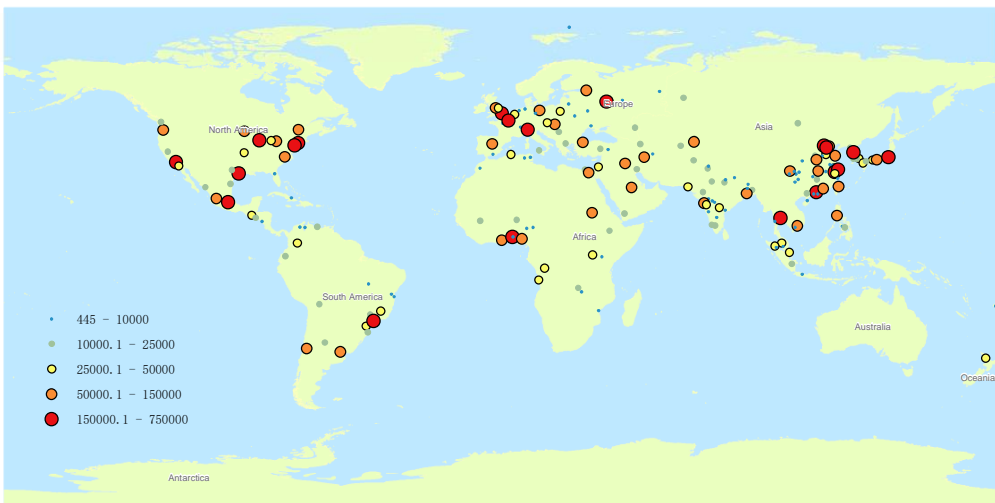 Europe
Asia
North America
Africa
South America
Australia
Oceania
Antarctica
445 - 10000
10000.1 - 25000
25000.1 - 50000
50000.1 - 150000
150000.1 - 750000